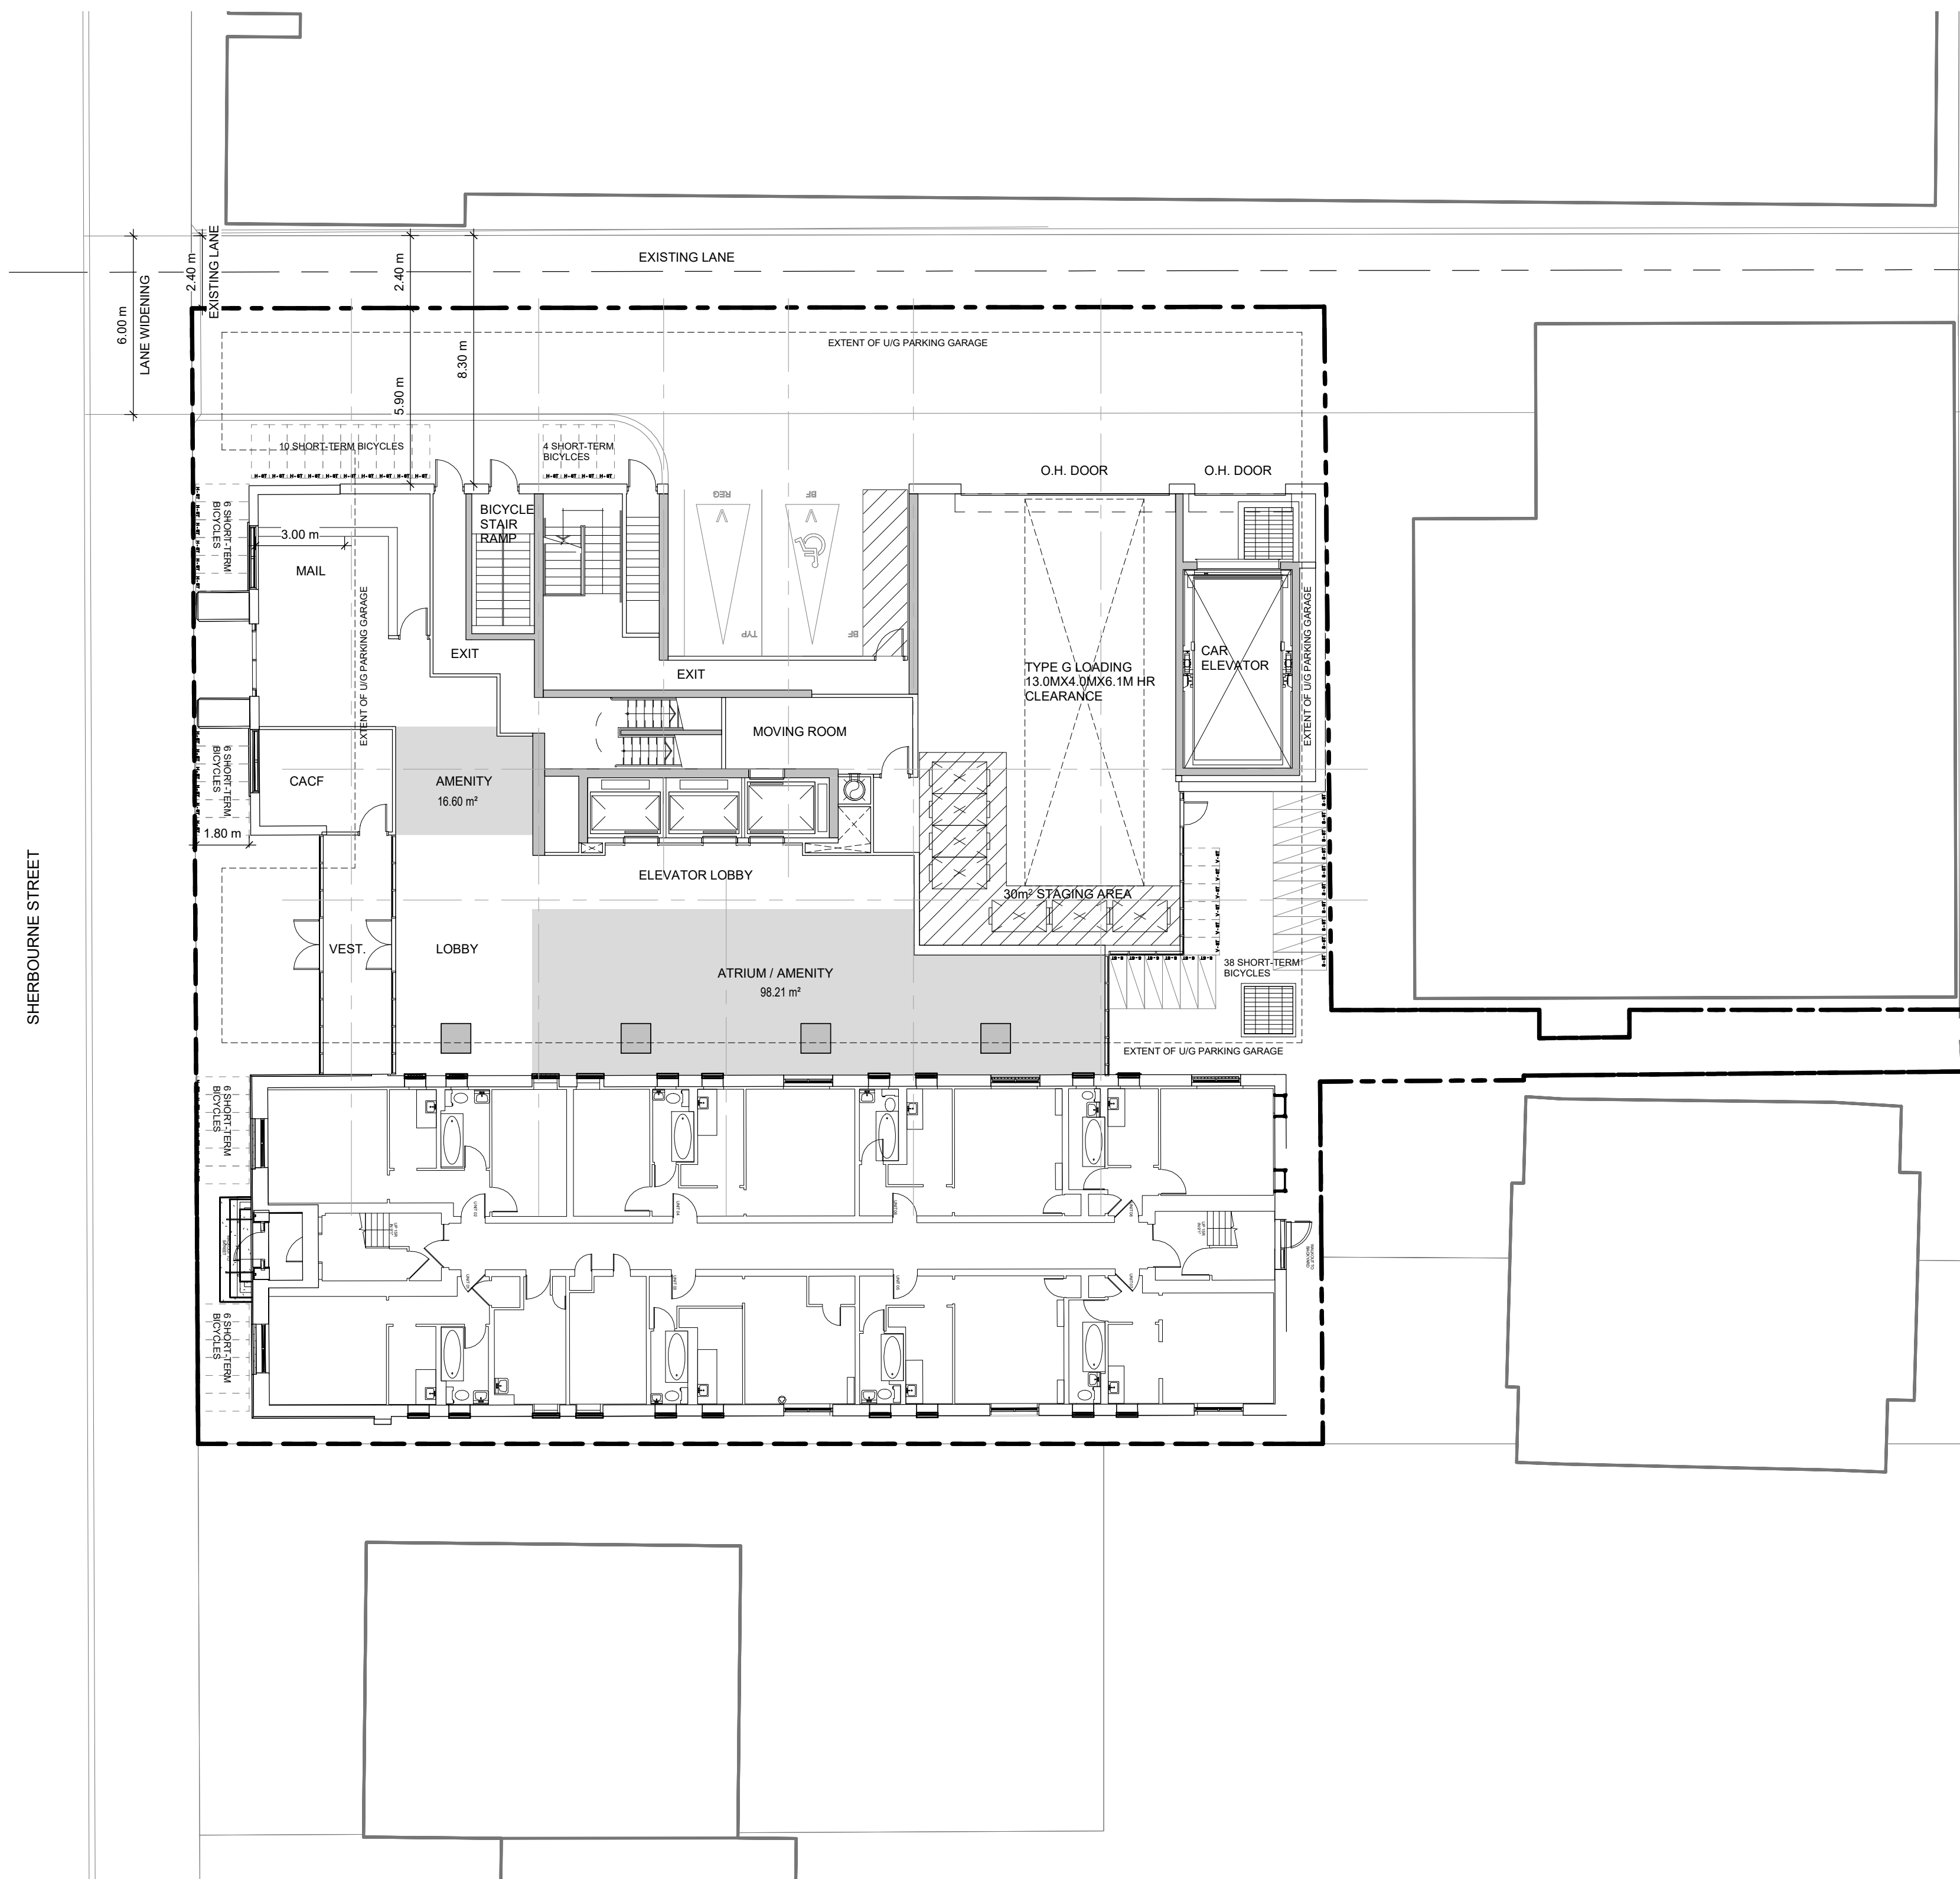 EXISTING LANE
2.40 m
EXISTING LANE
2.40 m
6.00 m
LANE WIDENING
8.30 m
5.90 m
EXTENT OF U/G PARKING GARAGE
10 SHORT-TERM BICYCLES
4 SHORT-TERM
BICYLCES
O.H. DOOR
O.H. DOOR
6 SHORT-TERM
BICYCLES
BICYCLE
STAIR
RAMP
REG
BF
3.00 m
MAIL
TYP
BF
EXTENT OF U/G PARKING GARAGE
EXTENT OF U/G PARKING GARAGE
EXIT
EXIT
CAR
ELEVATOR
TYPE G LOADING
13.0MX4.0MX6.1M HR
CLEARANCE
MOVING ROOM
6 SHORT-TERM
BICYCLES
CACF
AMENITY
16.60 m²
1.80 m
ELEVATOR LOBBY
30m² STAGING AREA
SHERBOURNE STREET
VEST.
LOBBY
ATRIUM / AMENITY
98.21 m²
38 SHORT-TERM
BICYCLES
EXTENT OF U/G PARKING GARAGE
6 SHORT-TERM
BICYCLES
6 SHORT-TERM
BICYCLES